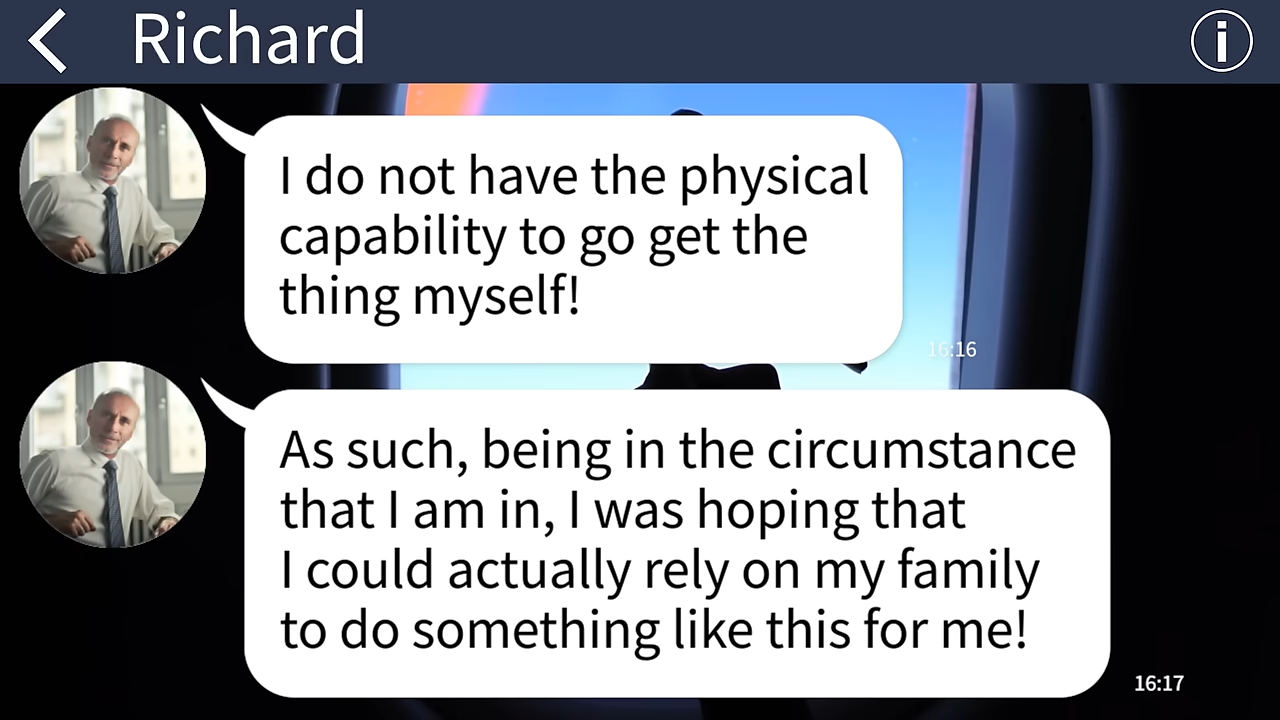 Richard
I do not have the physical
capability to go get the
thing myself!
16:16
As such, being in the circumstance
that I am in, I was hoping that
I could actually rely on my family
to do something like this for me!
16:17